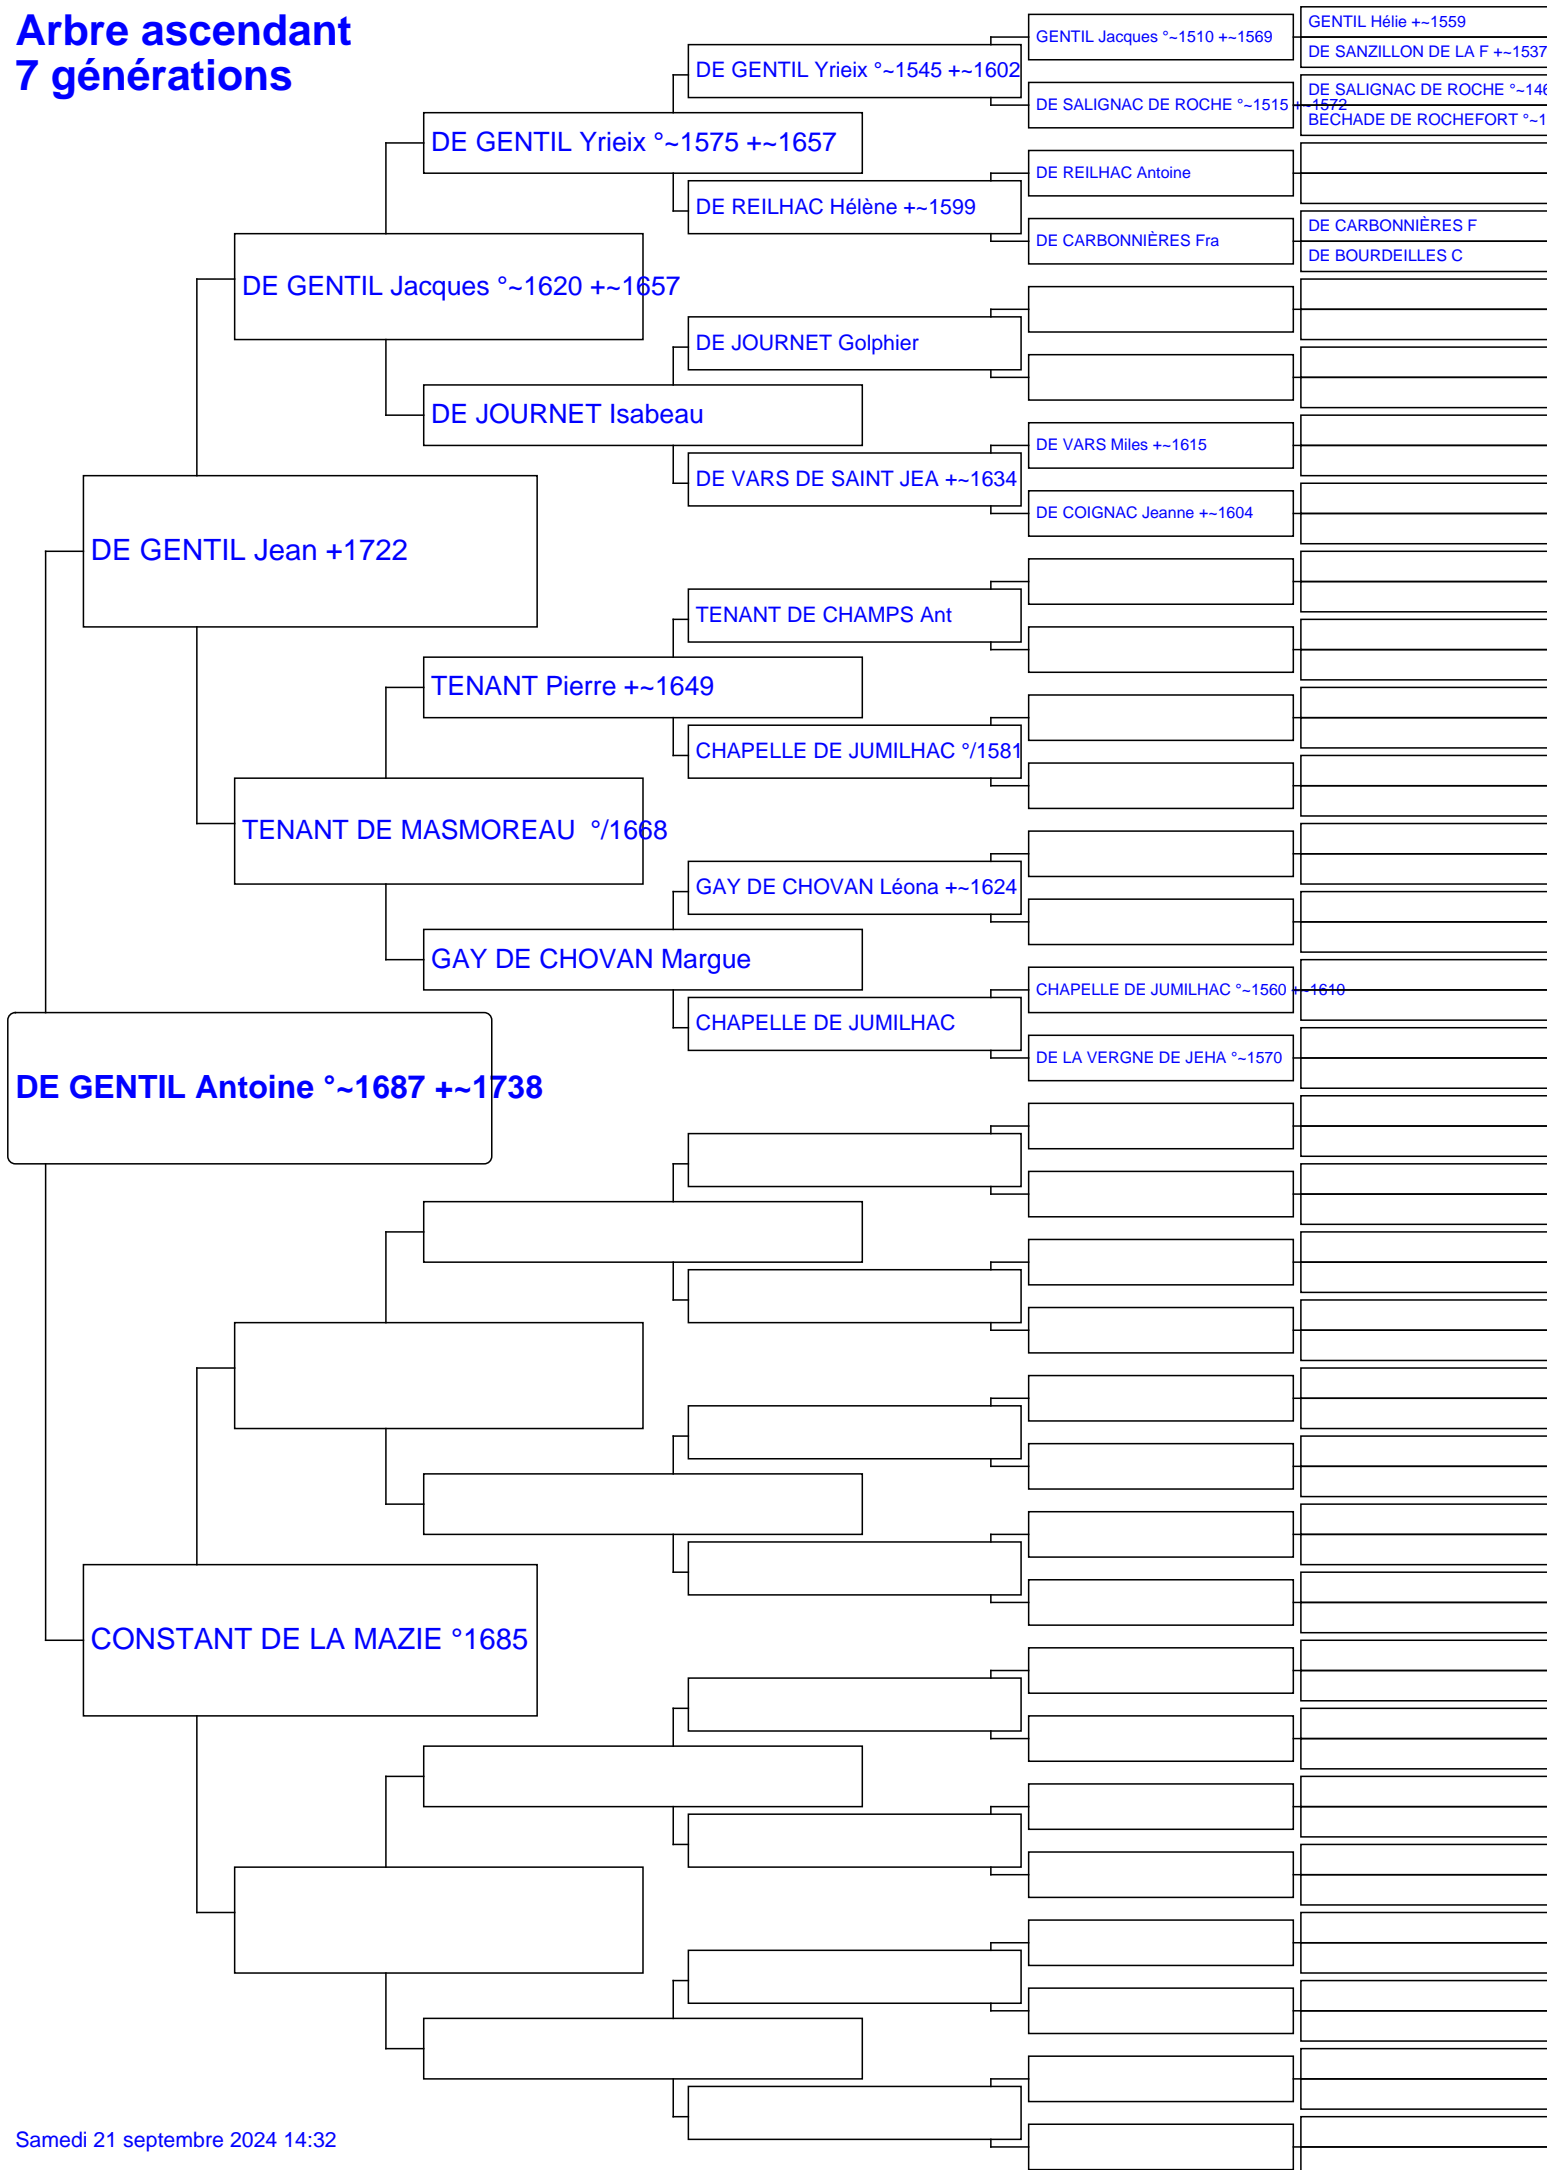 Arbre ascendant
7 générations
DE GENTIL Antoine °~1687 +~1738
DE GENTIL Jean +1722
CONSTANT DE LA MAZIE °1685
DE GENTIL Jacques °~1620 +~1657
TENANT DE MASMOREAU  °/1668
DE GENTIL Yrieix °~1575 +~1657
DE JOURNET Isabeau
TENANT Pierre +~1649
GAY DE CHOVAN Margue
DE GENTIL Yrieix °~1545 +~1602
DE REILHAC Hélène +~1599
DE JOURNET Golphier
DE VARS DE SAINT JEA +~1634
TENANT DE CHAMPS Ant
CHAPELLE DE JUMILHAC °/1581
GAY DE CHOVAN Léona +~1624
CHAPELLE DE JUMILHAC
GENTIL Jacques °~1510 +~1569
DE SALIGNAC DE ROCHE °~1515 +~1572
DE REILHAC Antoine
DE CARBONNIÈRES Fra
DE VARS Miles +~1615
DE COIGNAC Jeanne +~1604
CHAPELLE DE JUMILHAC °~1560 +~1610
DE LA VERGNE DE JEHA °~1570
GENTIL Hélie +~1559
DE SANZILLON DE LA F +~1537
DE SALIGNAC DE ROCHE °~146
BECHADE DE ROCHEFORT °~1
DE CARBONNIÈRES F
DE BOURDEILLES C
Samedi 21 septembre 2024 14:32